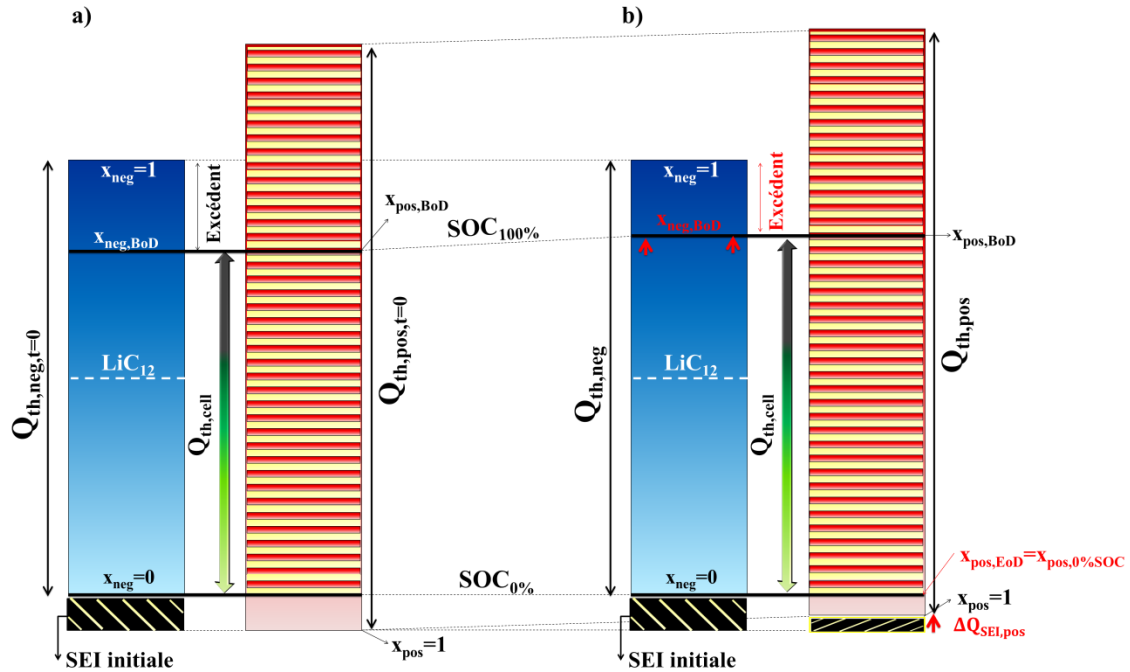 a)
b)
x_neg=1
Excédent
x_neg,BoD
x_pos,BoD
SOC_100%
Q_th,neg,t=0
LiC_12
Q_th,cell
Q_th,pos,t=0
x_neg=0
SOC_0%
x_pos=1
SEI initiale
x_neg=1
Excédent
x_neg,BoD
x_pos,BoD
Q_th,neg
LiC_12
Q_th,cell
Q_th,pos
x_neg=0
x_pos,EoD=x_pos,0%SOC
x_pos=1
ΔQ_SEI,pos
SEI initiale